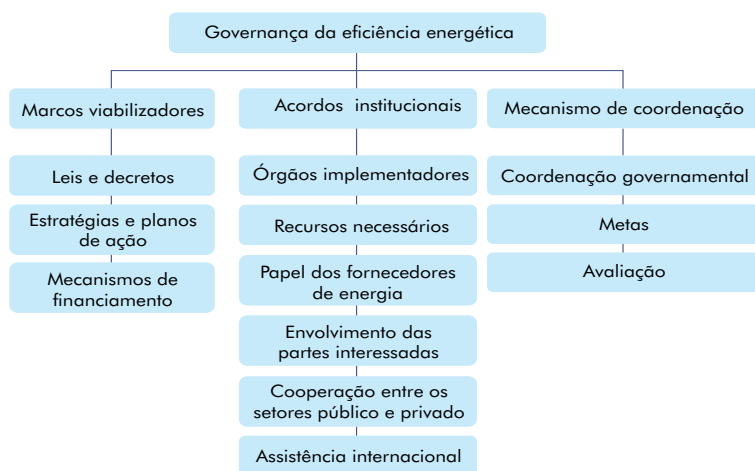 Governança da eficiência energética
Marcos viabilizadores
Leis e decretos
Estratégias e planos
de ação
Mecanismos de
financiamento
Acordos institucionais
Órgãos implementadores
Recursos necessários
Papel dos fornecedores
de energia
Envolvimento das
partes interessadas
Cooperação entre os
setores público e privado
Assistência internacional
Mecanismo de coordenação
Coordenação governamental
Metas
Avaliação